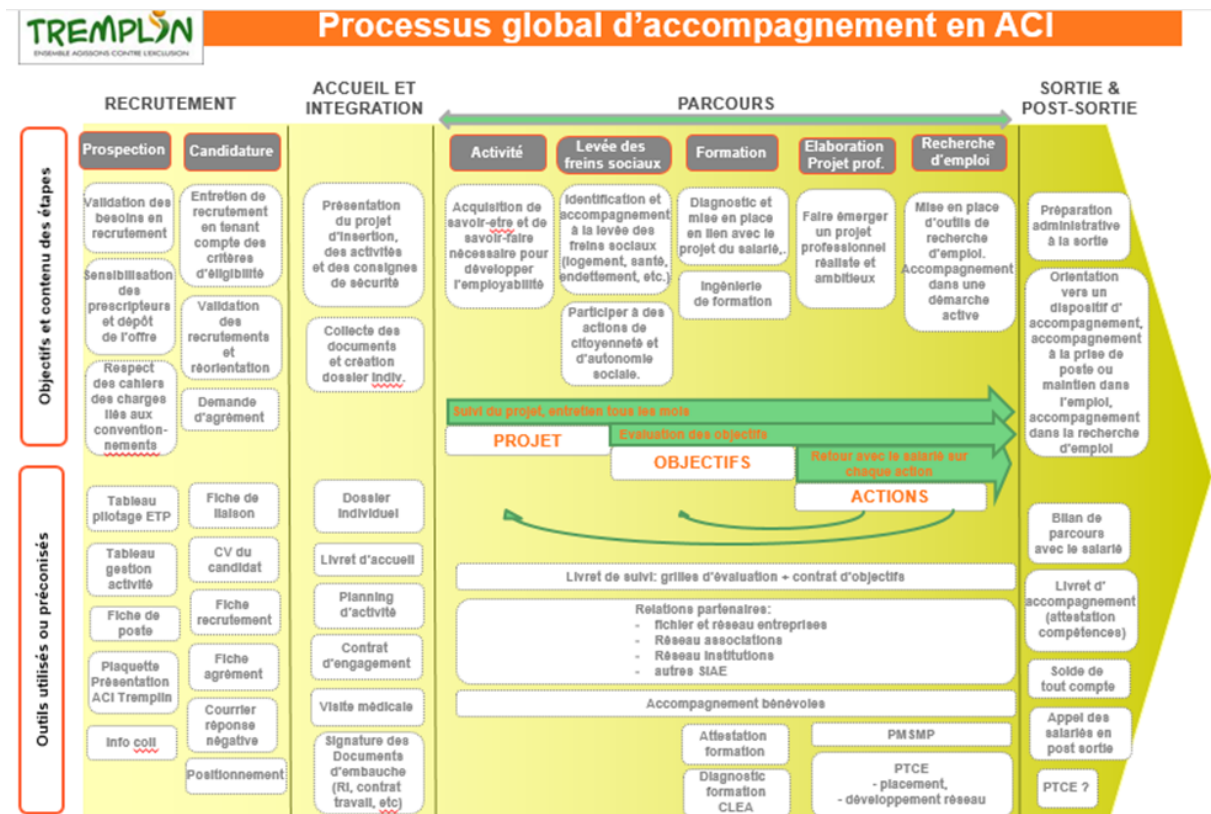 TREMPLIN
ENSEMBLE AGISSONS CONTRE L'EXCLUSION
Processus global d'accompagnement en ACI
RECRUTEMENT
ACCUEIL ET
INTEGRATION
PARCOURS
SORTIE &
POST-SORTIE
Objectifs et contenu des étapes
Prospection
Validation des
besoins en
recrutement
Sensibilisation
des
prescripteurs
et dépôt
de l'offre
Respect
des cahiers
des charges
liés aux
convention-
nements
Candidature
Entretien de
recrutement
en tenant
compte des
critères
d'éligibilité
Validation
des
recrutements
et
réorientation
Demande
d'agrément
Présentation
du projet
d'insertion,
des activités
et des consignes
de sécurité
Collecte des
documents
et création
dossier indiv.
Activité
Acquisition de
savoir-etre et de
savoir-faire
nécessaire pour
développer
l'employabilité
Levée des
freins sociaux
Identification et
accompagnement
à la levée des
freins sociaux
(logement, santé,
endettement, etc.)
Participer à des
actions de
citoyenneté et
d'autonomie
sociale.
Formation
Diagnostic et
mise en place
en lien avec le
projet du salarié,.
Ingénierie
de formation
Elaboration
Projet prof.
Faire émerger
un projet
professionnel
réaliste et
ambitieux
Recherche
d'emploi
Mise en place
d'outils de
recherche
d'emploi.
Accompagnement
dans une
démarche
active
Préparation
administrative
à la sortie
Orientation
vers un
dispositif d'
accompagnement,
accompagnement
à la prise de
poste ou
maintien dans
l'emploi,
accompagnement
dans la recherche
d'emploi
Suivi du projet, entretien tous les mois
PROJET
Evaluation des objectifs
OBJECTIFS
Retour avec le salarié sur
chaque action
ACTIONS
Outils utilisés ou préconisés
Tableau
pilotage ETP
Tableau
gestion
activité
Fiche de
poste
Plaquette
Présentation
ACI Tremplin
Info coll
Fiche de
liaison
CV du
candidat
Fiche
recrutement
Fiche
agrément
Courrier
réponse
négative
Positionnement
Dossier
individuel
Livret d'accueil
Planning
d'activité
Contrat
d'engagement
Visite médicale
Signature des
Documents
d'embauche
(RI, contrat
travail, etc)
Livret de suivi: grilles d'évaluation + contrat d'objectifs
Relations partenaires:
- fichier et réseau entreprises
- Réseau associations
- Réseau institutions
- autres SIAE
Accompagnement bénévoles
Attestation
formation
Diagnostic
formation
CLEA
PMSMP
PTCE
- placement,
- développement réseau
Bilan de
parcours
avec le salarié
Livret d'
accompagnement
(attestation
compétences)
Solde de
tout compte
Appel des
salariés en
post sortie
PTCE ?